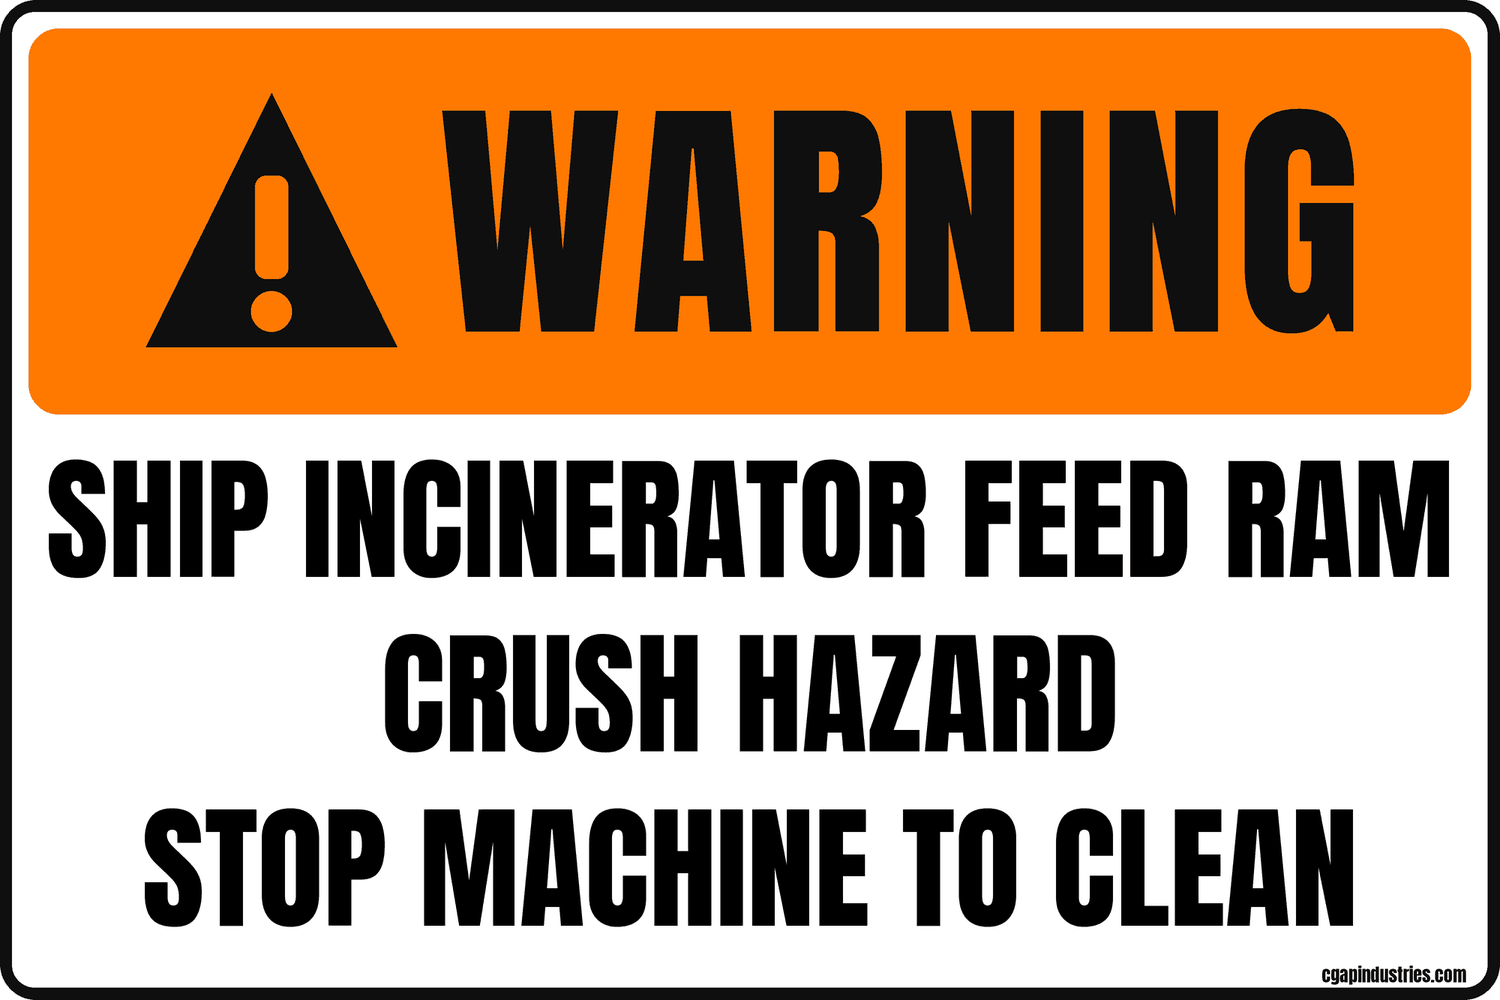 WARNING
SHIP INCINERATOR FEED RAM
CRUSH HAZARD
STOP MACHINE TO CLEAN
cgapindustries.com